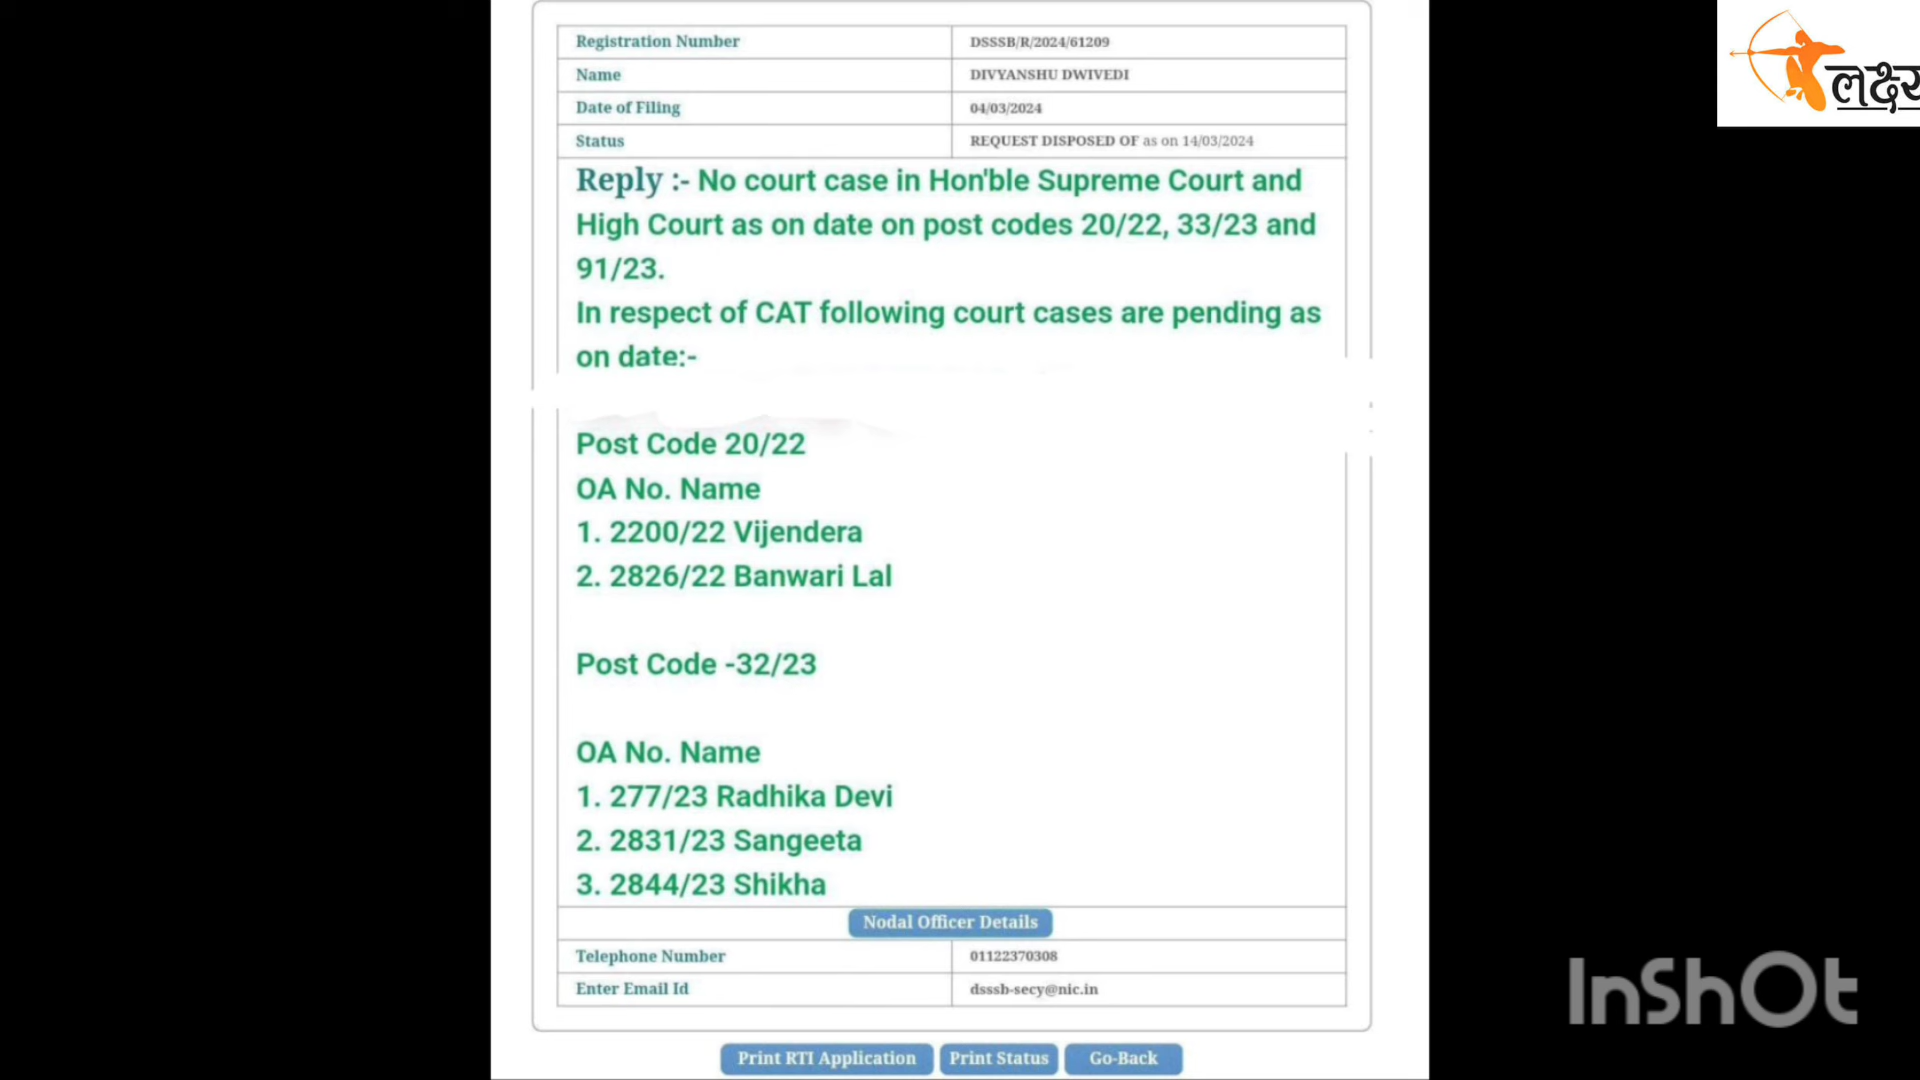 Registration Number DSSSB/R/2024/61209
Name DIVYANSHU DWIVEDI
Date of Filing 04/03/2024
Status REQUEST DISPOSED OF as on 14/03/2024
Reply :- No court case in Hon'ble Supreme Court and
High Court as on date on post codes 20/22, 33/23 and
91/23.
In respect of CAT following court cases are pending as
on date:-
Post Code 20/22
OA No. Name
1. 2200/22 Vijendera
2. 2826/22 Banwari Lal
Post Code -32/23
OA No. Name
1. 277/23 Radhika Devi
2. 2831/23 Sangeeta
3. 2844/23 Shikha
Nodal Officer Details
Telephone Number 01122370308
Enter Email Id dsssb-secy@nic.in
Print RTI Application Print Status Go-Back
InShOt